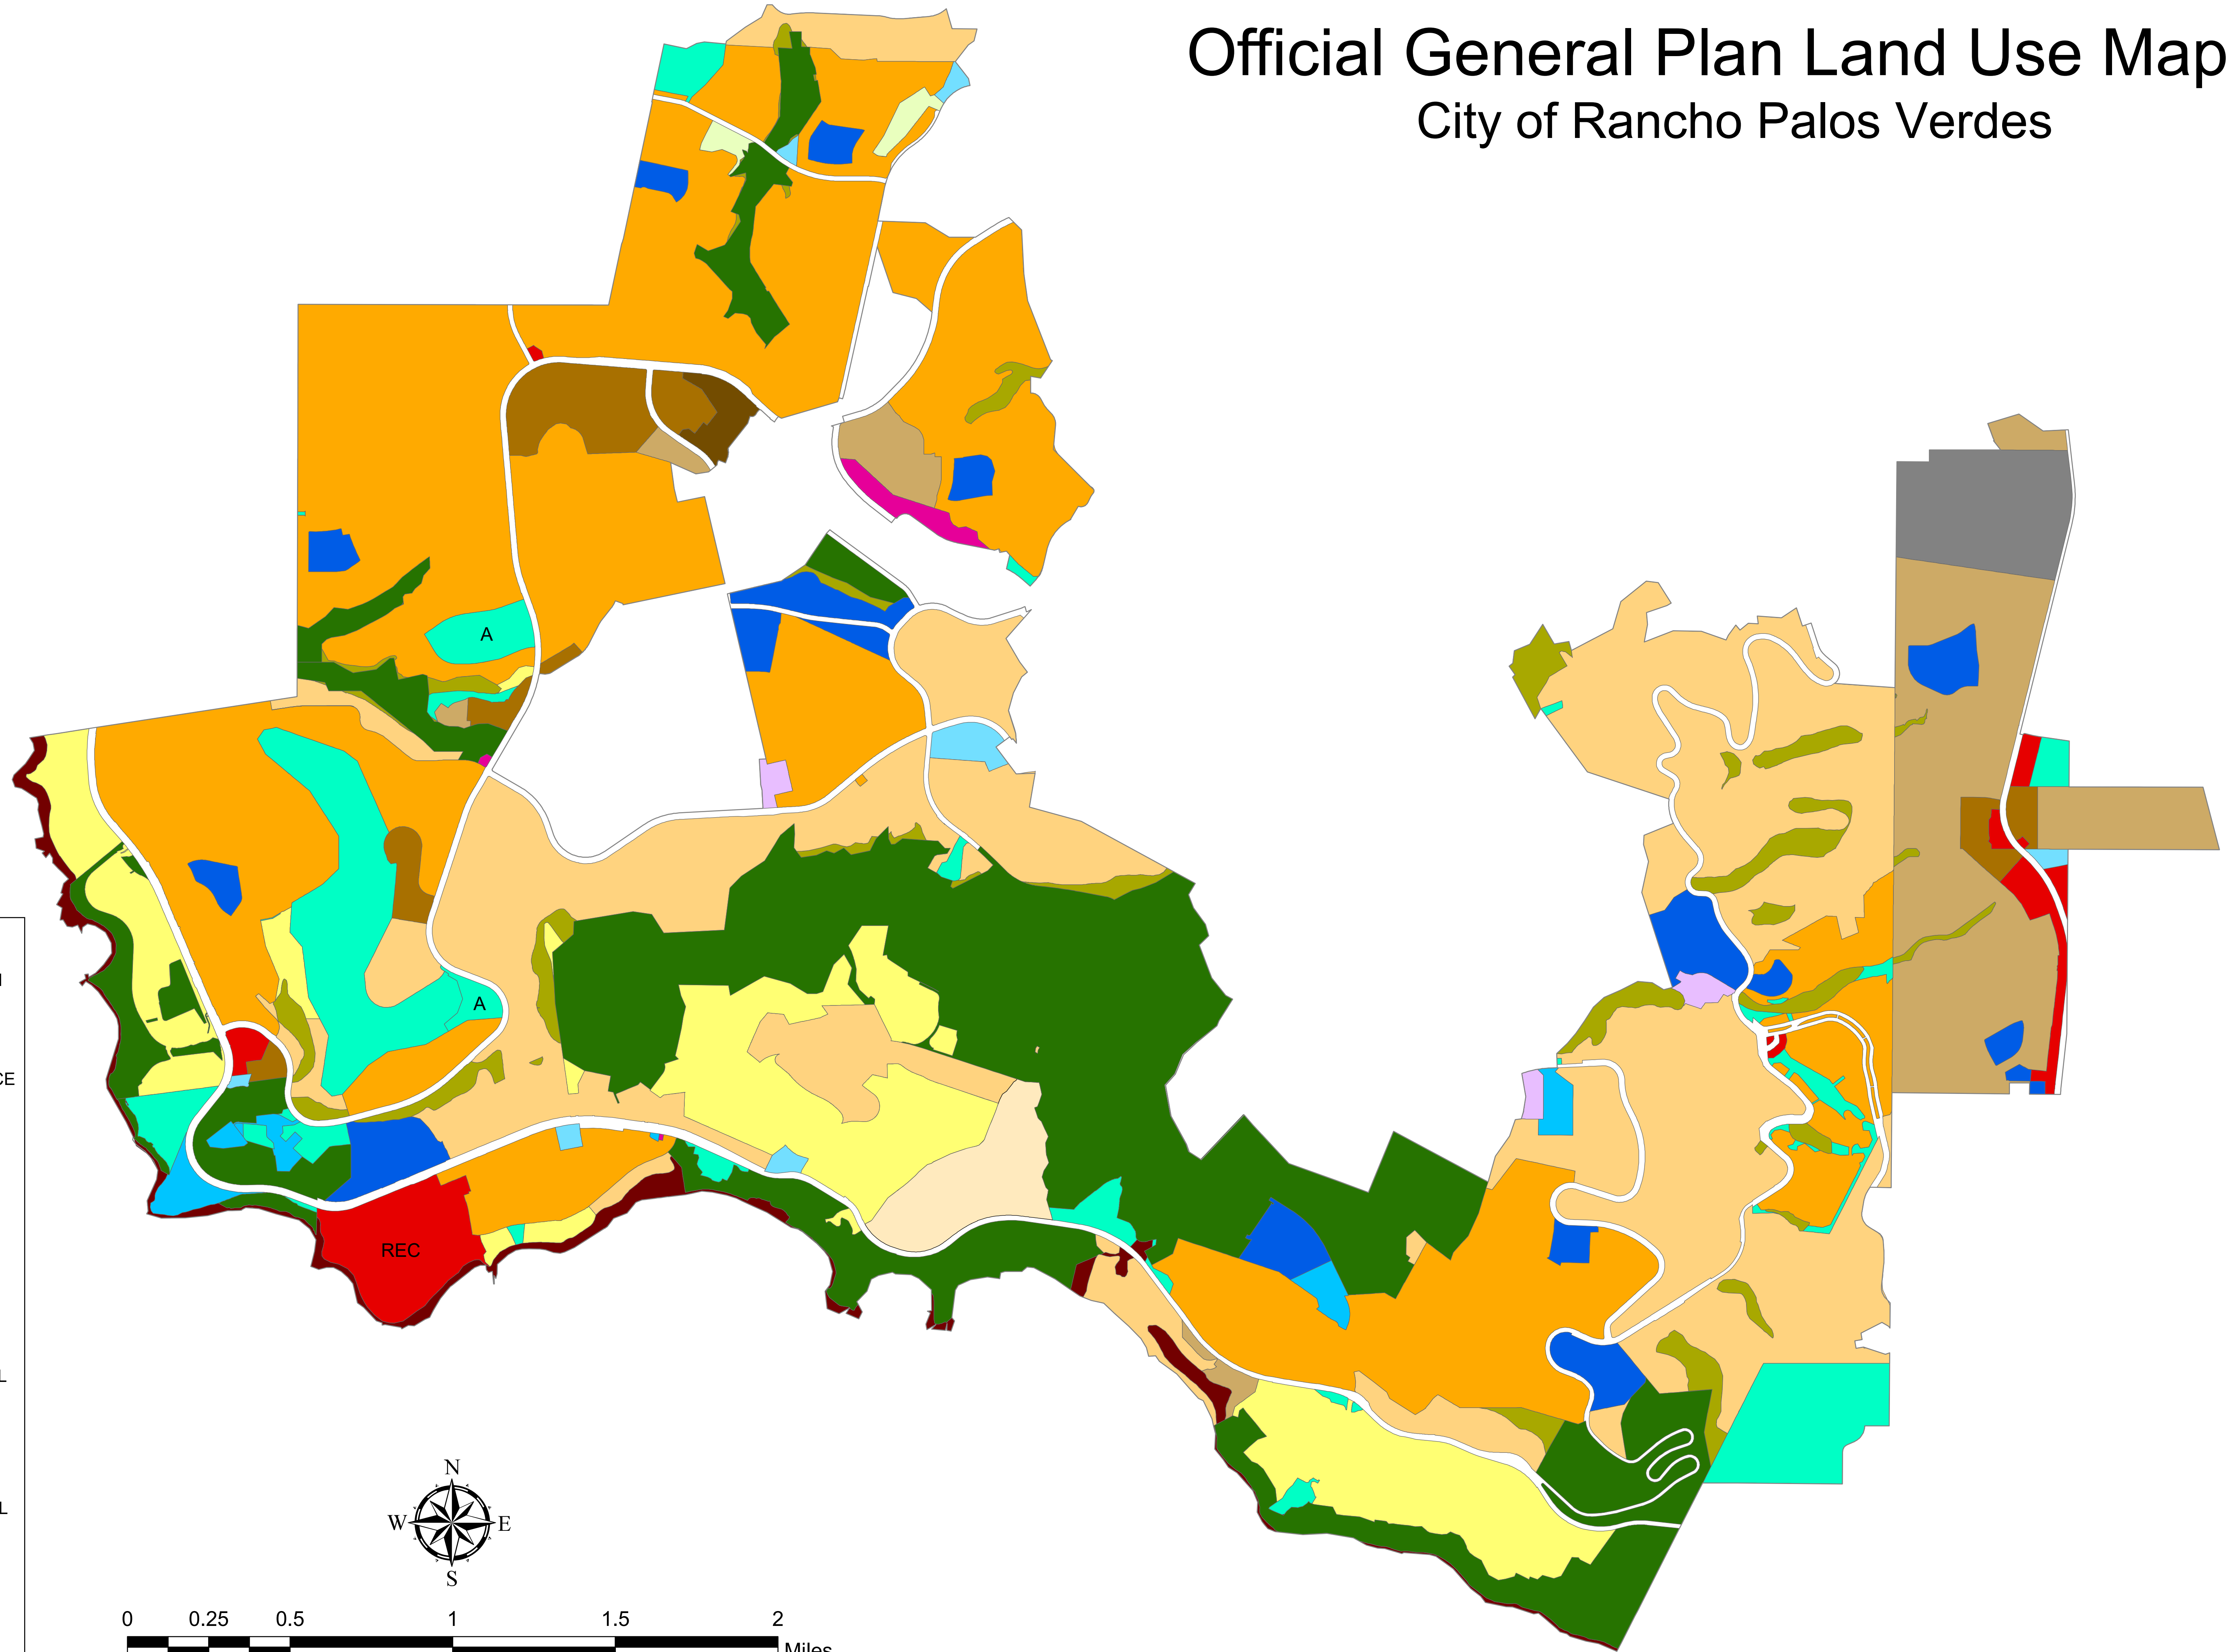 Official General Plan Land Use Map
City of Rancho Palos Verdes
A
A
CE
REC
L
L
N
W E
S
0 0.25 0.5 1 1.5 2
Miles